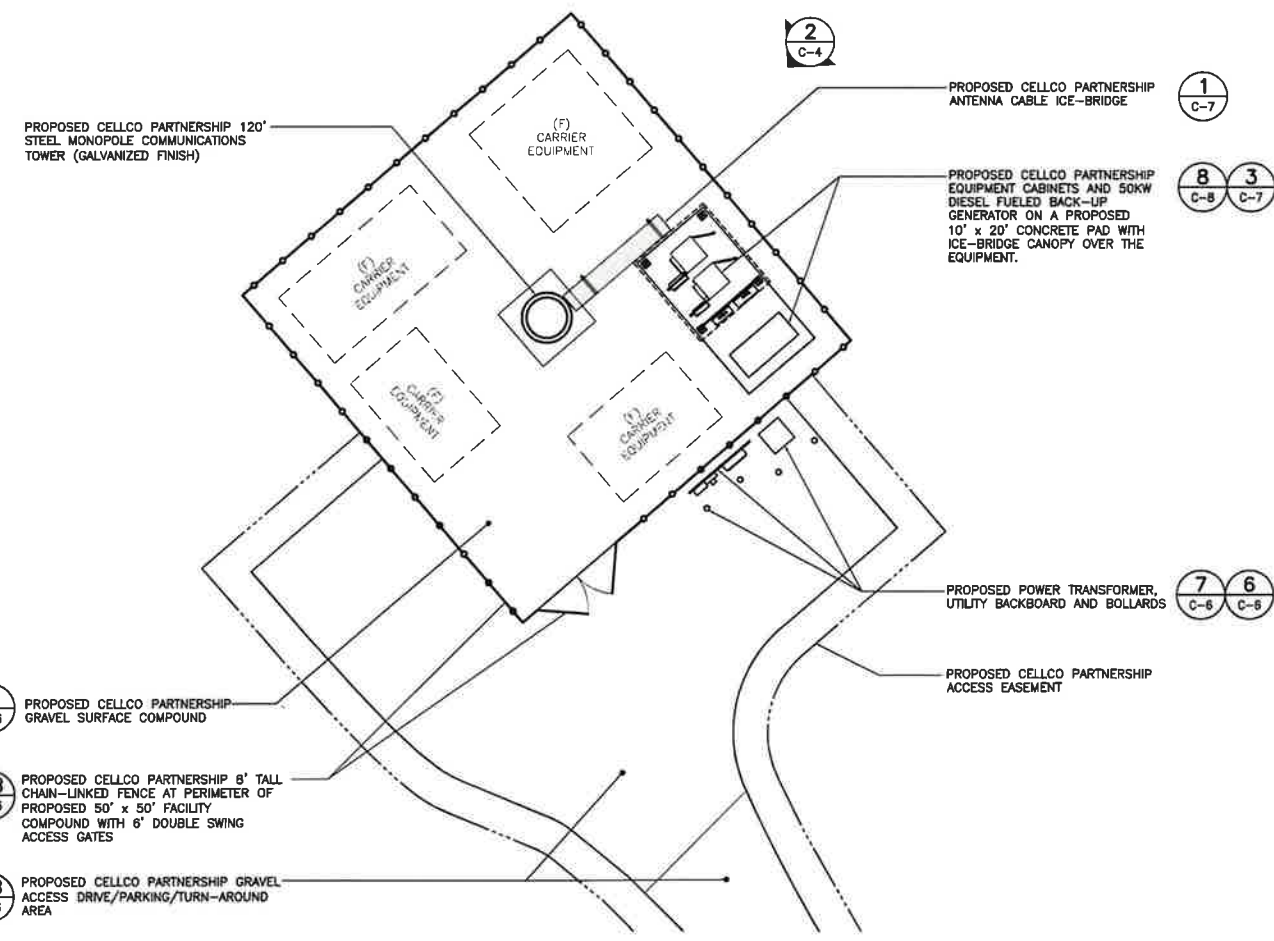 2
C-4
PROPOSED CELLCO PARTNERSHIP
ANTENNA CABLE ICE-BRIDGE
1
C-7
PROPOSED CELLCO PARTNERSHIP 120'
STEEL MONOPOLE COMMUNICATIONS
TOWER (GALVANIZED FINISH)
(F)
CARRIER
EQUIPMENT
PROPOSED CELLCO PARTNERSHIP
EQUIPMENT CABINETS AND 50KW
DIESEL FUELED BACK-UP
GENERATOR ON A PROPOSED
10' x 20' CONCRETE PAD WITH
ICE-BRIDGE CANOPY OVER THE
EQUIPMENT.
8
C-8
3
C-7
(F)
CARRIER
EQUIPMENT
(F)
CARRIER
EQUIPMENT
(F)
CARRIER
EQUIPMENT
PROPOSED POWER TRANSFORMER,
UTILITY BACKBOARD AND BOLLARDS
7
C-6
6
C-6
PROPOSED CELLCO PARTNERSHIP
ACCESS EASEMENT
PROPOSED CELLCO PARTNERSHIP
GRAVEL SURFACE COMPOUND
PROPOSED CELLCO PARTNERSHIP 8' TALL
CHAIN-LINKED FENCE AT PERIMETER OF
PROPOSED 50' x 50' FACILITY
COMPOUND WITH 6' DOUBLE SWING
ACCESS GATES
PROPOSED CELLCO PARTNERSHIP GRAVEL
ACCESS DRIVE/PARKING/TURN-AROUND
AREA